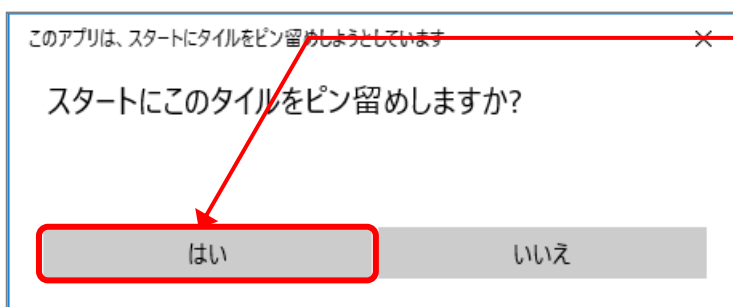 このアプリは、スタートにタイルをピン留めしようとしています
スタートにこのタイルをピン留めしますか?
はい
いいえ